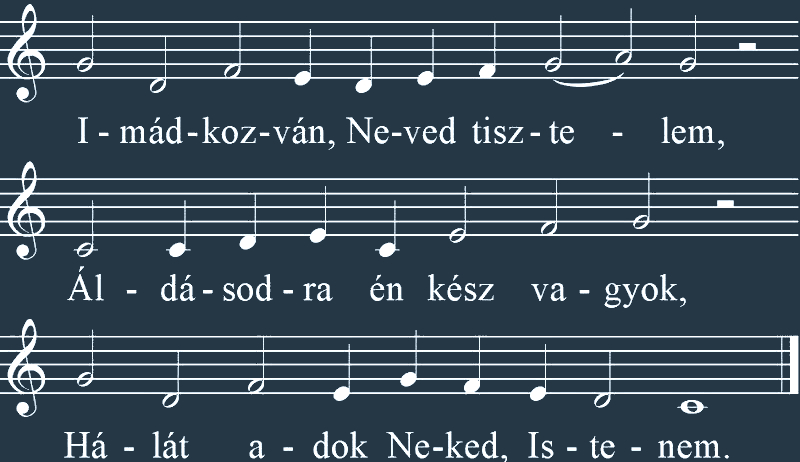 I - mád-koz-ván, Ne-ved tisz-te - lem,
Ál - dá-sod-ra én kész va-gyok,
Há - lát a - dok Ne-ked, Is - te - nem.